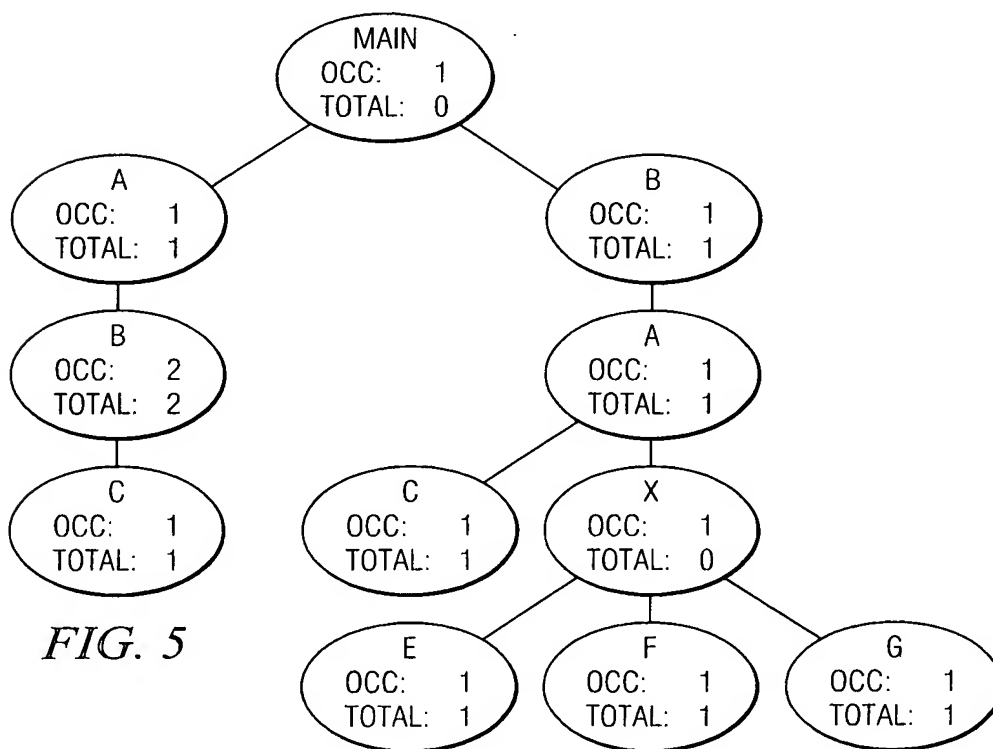 MAIN
OCC: 1
TOTAL: 0
A
OCC: 1
TOTAL: 1
B
OCC: 1
TOTAL: 1
B
OCC: 2
TOTAL: 2
A
OCC: 1
TOTAL: 1
C
OCC: 1
TOTAL: 1
C
OCC: 1
TOTAL: 1
X
OCC: 1
TOTAL: 0
FIG. 5
E
OCC: 1
TOTAL: 1
F
OCC: 1
TOTAL: 1
G
OCC: 1
TOTAL: 1